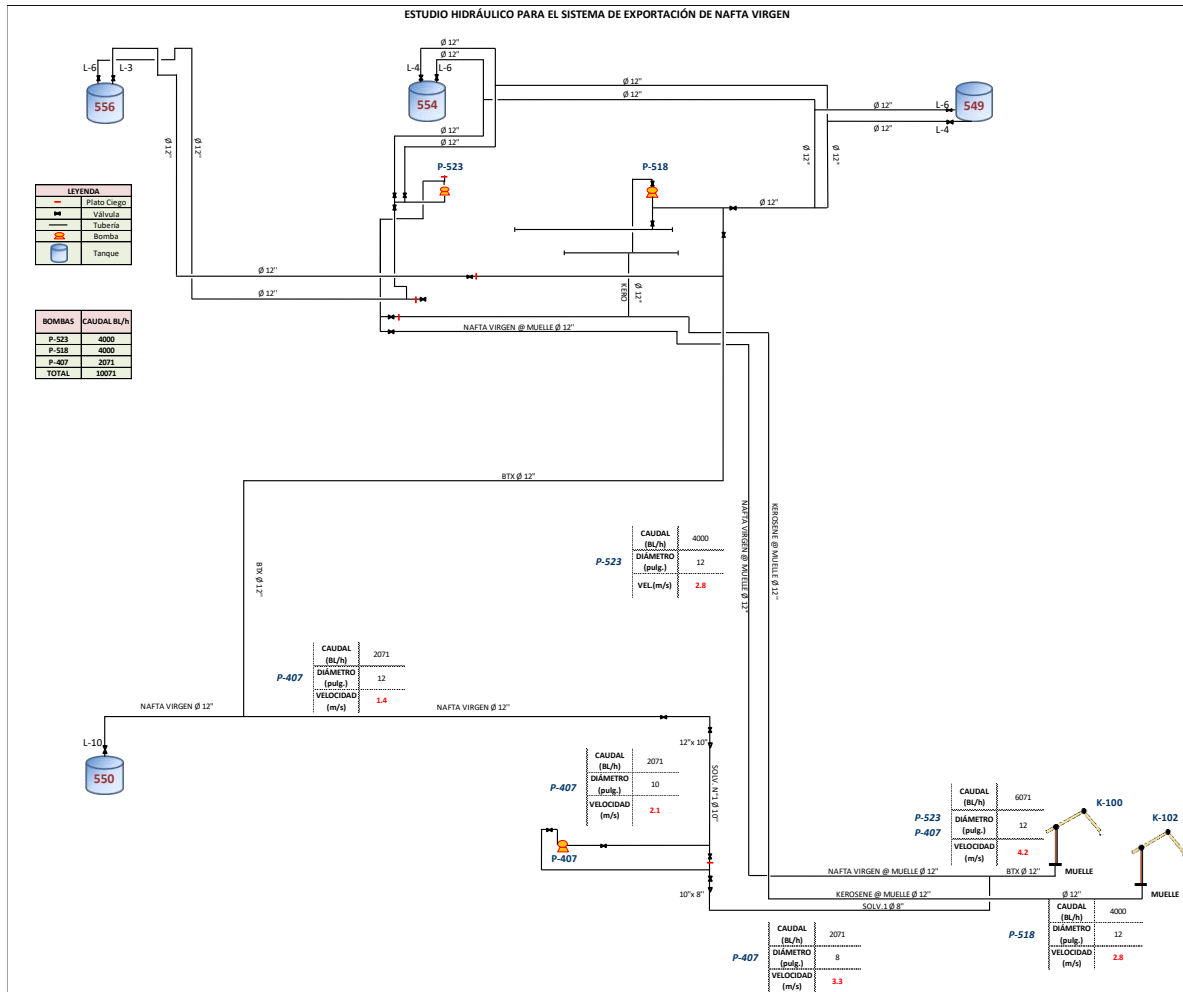 ESTUDIO HIDRÁULICO PARA EL SISTEMA DE EXPORTACIÓN DE NAFTA VIRGEN
L-6 L-3
556
Ø 12"
Ø 12"
Ø 12"
Ø 12"
L-4 L-6
554
Ø 12"
Ø 12"
Ø 12"
Ø 12"
Ø 12"
Ø 12"
L-6
L-4
549
Ø 12"
Ø 12"
P-523
P-518
Ø 12"
LEYENDA
Plato Ciego
Válvula
Tubería
Bomba
Tanque
Ø 12"
Ø 12"
KERO
Ø 12"
NAFTA VIRGEN @ MUELLE Ø 12"
BOMBAS CAUDAL BL/h
P-523 4000
P-518 4000
P-407 2071
TOTAL 10071
BTX Ø 12"
BTX Ø 12"
NAFTA VIRGEN @ MUELLE Ø 12"
KEROSENE @ MUELLE Ø 12"
P-523
CAUDAL (BL/h) 4000
DIÁMETRO (pulg.) 12
VEL.(m/s) 2.8
P-407
CAUDAL (BL/h) 2071
DIÁMETRO (pulg.) 12
VELOCIDAD (m/s) 1.4
NAFTA VIRGEN Ø 12"
NAFTA VIRGEN Ø 12"
L-10
550
12"x 10"
SOLV. N°1 Ø 10"
P-407
CAUDAL (BL/h) 2071
DIÁMETRO (pulg.) 10
VELOCIDAD (m/s) 2.1
P-407
10"x 8"
P-523
P-407
CAUDAL (BL/h) 6071
DIÁMETRO (pulg.) 12
VELOCIDAD (m/s) 4.2
K-100
K-102
NAFTA VIRGEN @ MUELLE Ø 12"
BTX Ø 12"
MUELLE
KEROSENE @ MUELLE Ø 12"
Ø 12"
MUELLE
SOLV.1 Ø 8"
P-407
CAUDAL (BL/h) 2071
DIÁMETRO (pulg.) 8
VELOCIDAD (m/s) 3.3
P-518
CAUDAL (BL/h) 4000
DIÁMETRO (pulg.) 12
VELOCIDAD (m/s) 2.8